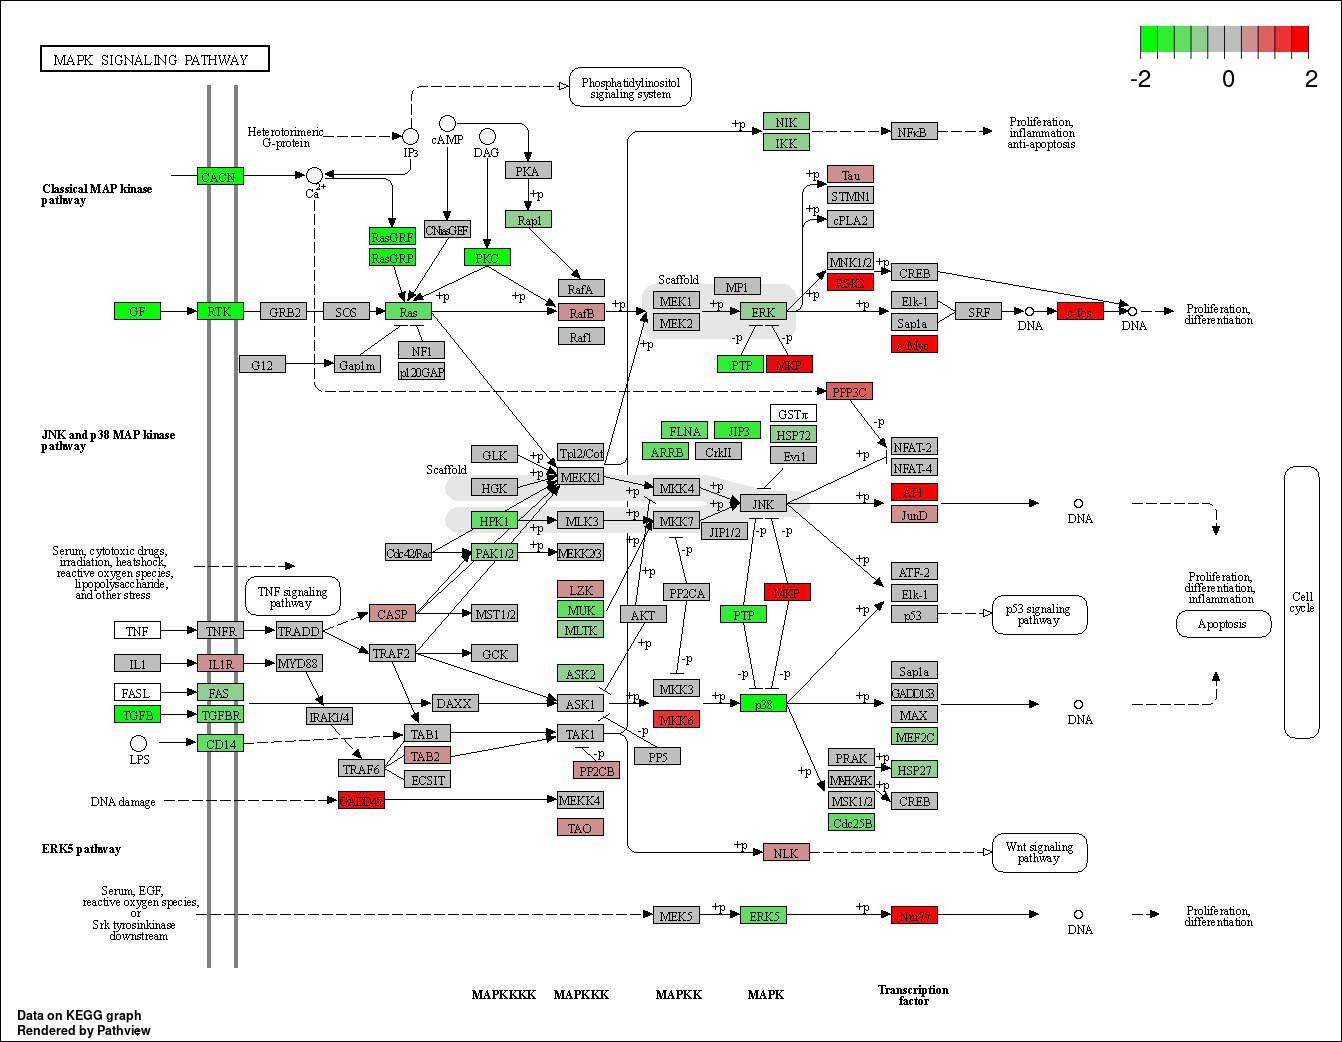 MAPK SIGNALING PATHWAY
-2 0 2
Phosphatidylinositol
signaling system
Heterotorimeric
G-protein
IP3
cAMP
DAG
PKA
+p
NIK
IKK
NFκB
Proliferation,
inflammation
anti-apoptosis
Classical MAP kinase
pathway
CACN
Ca2+
+p
Rap1
+p
Tau
STMN1
+p
cPLA2
RasGRF
RasGRP
CNrasGEF
PKC
MNK1/2
+p
RSK2
+p
CREB
Scaffold
MP1
RafA
GF
RTK
GRB2
SOS
Ras
+p
+p
RafB
Raf1
+p
MEK1
MEK2
+p
ERK
+p
Elk-1
Sap1a
SRF
DNA
c-fos
DNA
Proliferation,
differentiation
c-Myc
G12
Gap1m
NF1
p120GAP
+p
-p
-p
PTP
MKP
PPP3C
-p
JNK and p38 MAP kinase
pathway
GSTπ
FLNA
JIP3
HSP72
ARRB
CrkII
Evi1
NFAT-2
NFAT-4
+p
Scaffold
GLK
+p
Tpl2/Cot
HGK
+p
MEKK1
+p
MKK4
+p
JNK
+p
AP1
JunD
DNA
HPK1
+p
MLK3
+p
MKK7
+p
JIP1/2
-p
-p
Cdc42/Rac
PAK1/2
+p
MEKK2/3
+p
-p
+p
Serum, cytotoxic drugs,
irradiation, heatshock,
reactive oxygen species,
lipopolysaccharide,
and other stress
TNF signaling
pathway
LZK
MUK
MLTK
+p
PP2CA
MKP
PTP
ATF-2
Elk-1
p53
+p
p53 signaling
pathway
Proliferation,
differentiation,
inflammation
Apoptosis
Cell
cycle
CASP
MST1/2
AKT
TNF
TNFR
TRADD
TRAF2
GCK
+p
IL1
IL1R
MYD88
ASK2
-p
-p
-p
FASL
FAS
DAXX
ASK1
+p
MKK3
MKK6
+p
p38
+p
Sap1a
GADD153
MAX
MEF2C
DNA
TGFB
TGFBR
IRAK1/4
LPS
CD14
TAB1
TAK1
-p
PP5
TAB2
-p
PP2CB
TRAF6
ECSIT
+p
PRAK
+p
MAPKAPK
+p
MSK1/2
Cdc25B
HSP27
CREB
DNA damage
GADD45
MEKK4
TAO
ERK5 pathway
+p
NLK
Wnt signaling
pathway
Serum, EGF,
reactive oxygen species,
or
Srk tyrosinkinase
downstream
MEK5
+p
ERK5
+p
Nur77
DNA
Proliferation,
differentiation
MAPKKKK
MAPKKK
MAPKK
MAPK
Transcription
factor
Data on KEGG graph
Rendered by Pathview